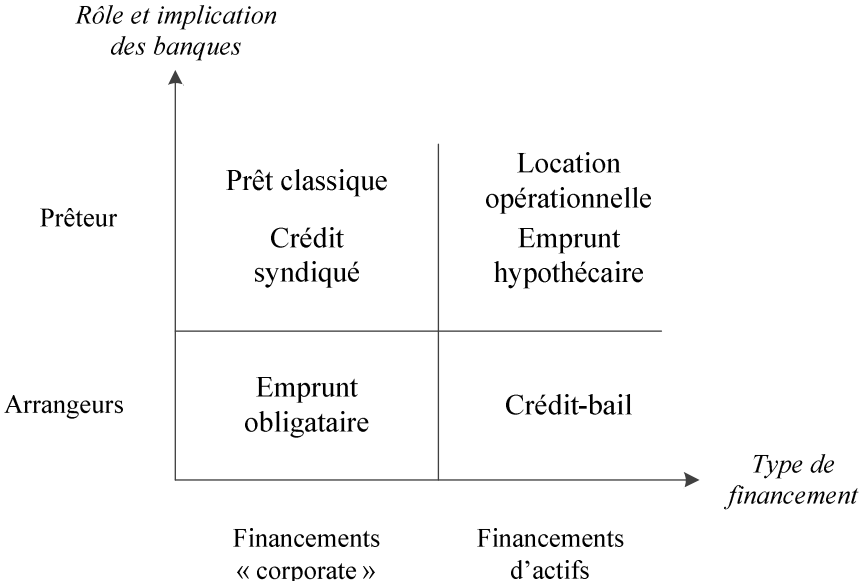 Rôle et implication
des banques
Prêteur
Prêt classique
Crédit
syndiqué
Location
opérationnelle
Emprunt
hypothécaire
Arrangeurs
Emprunt
obligataire
Crédit-bail
Type de
financement
Financements
« corporate »
Financements
d’actifs